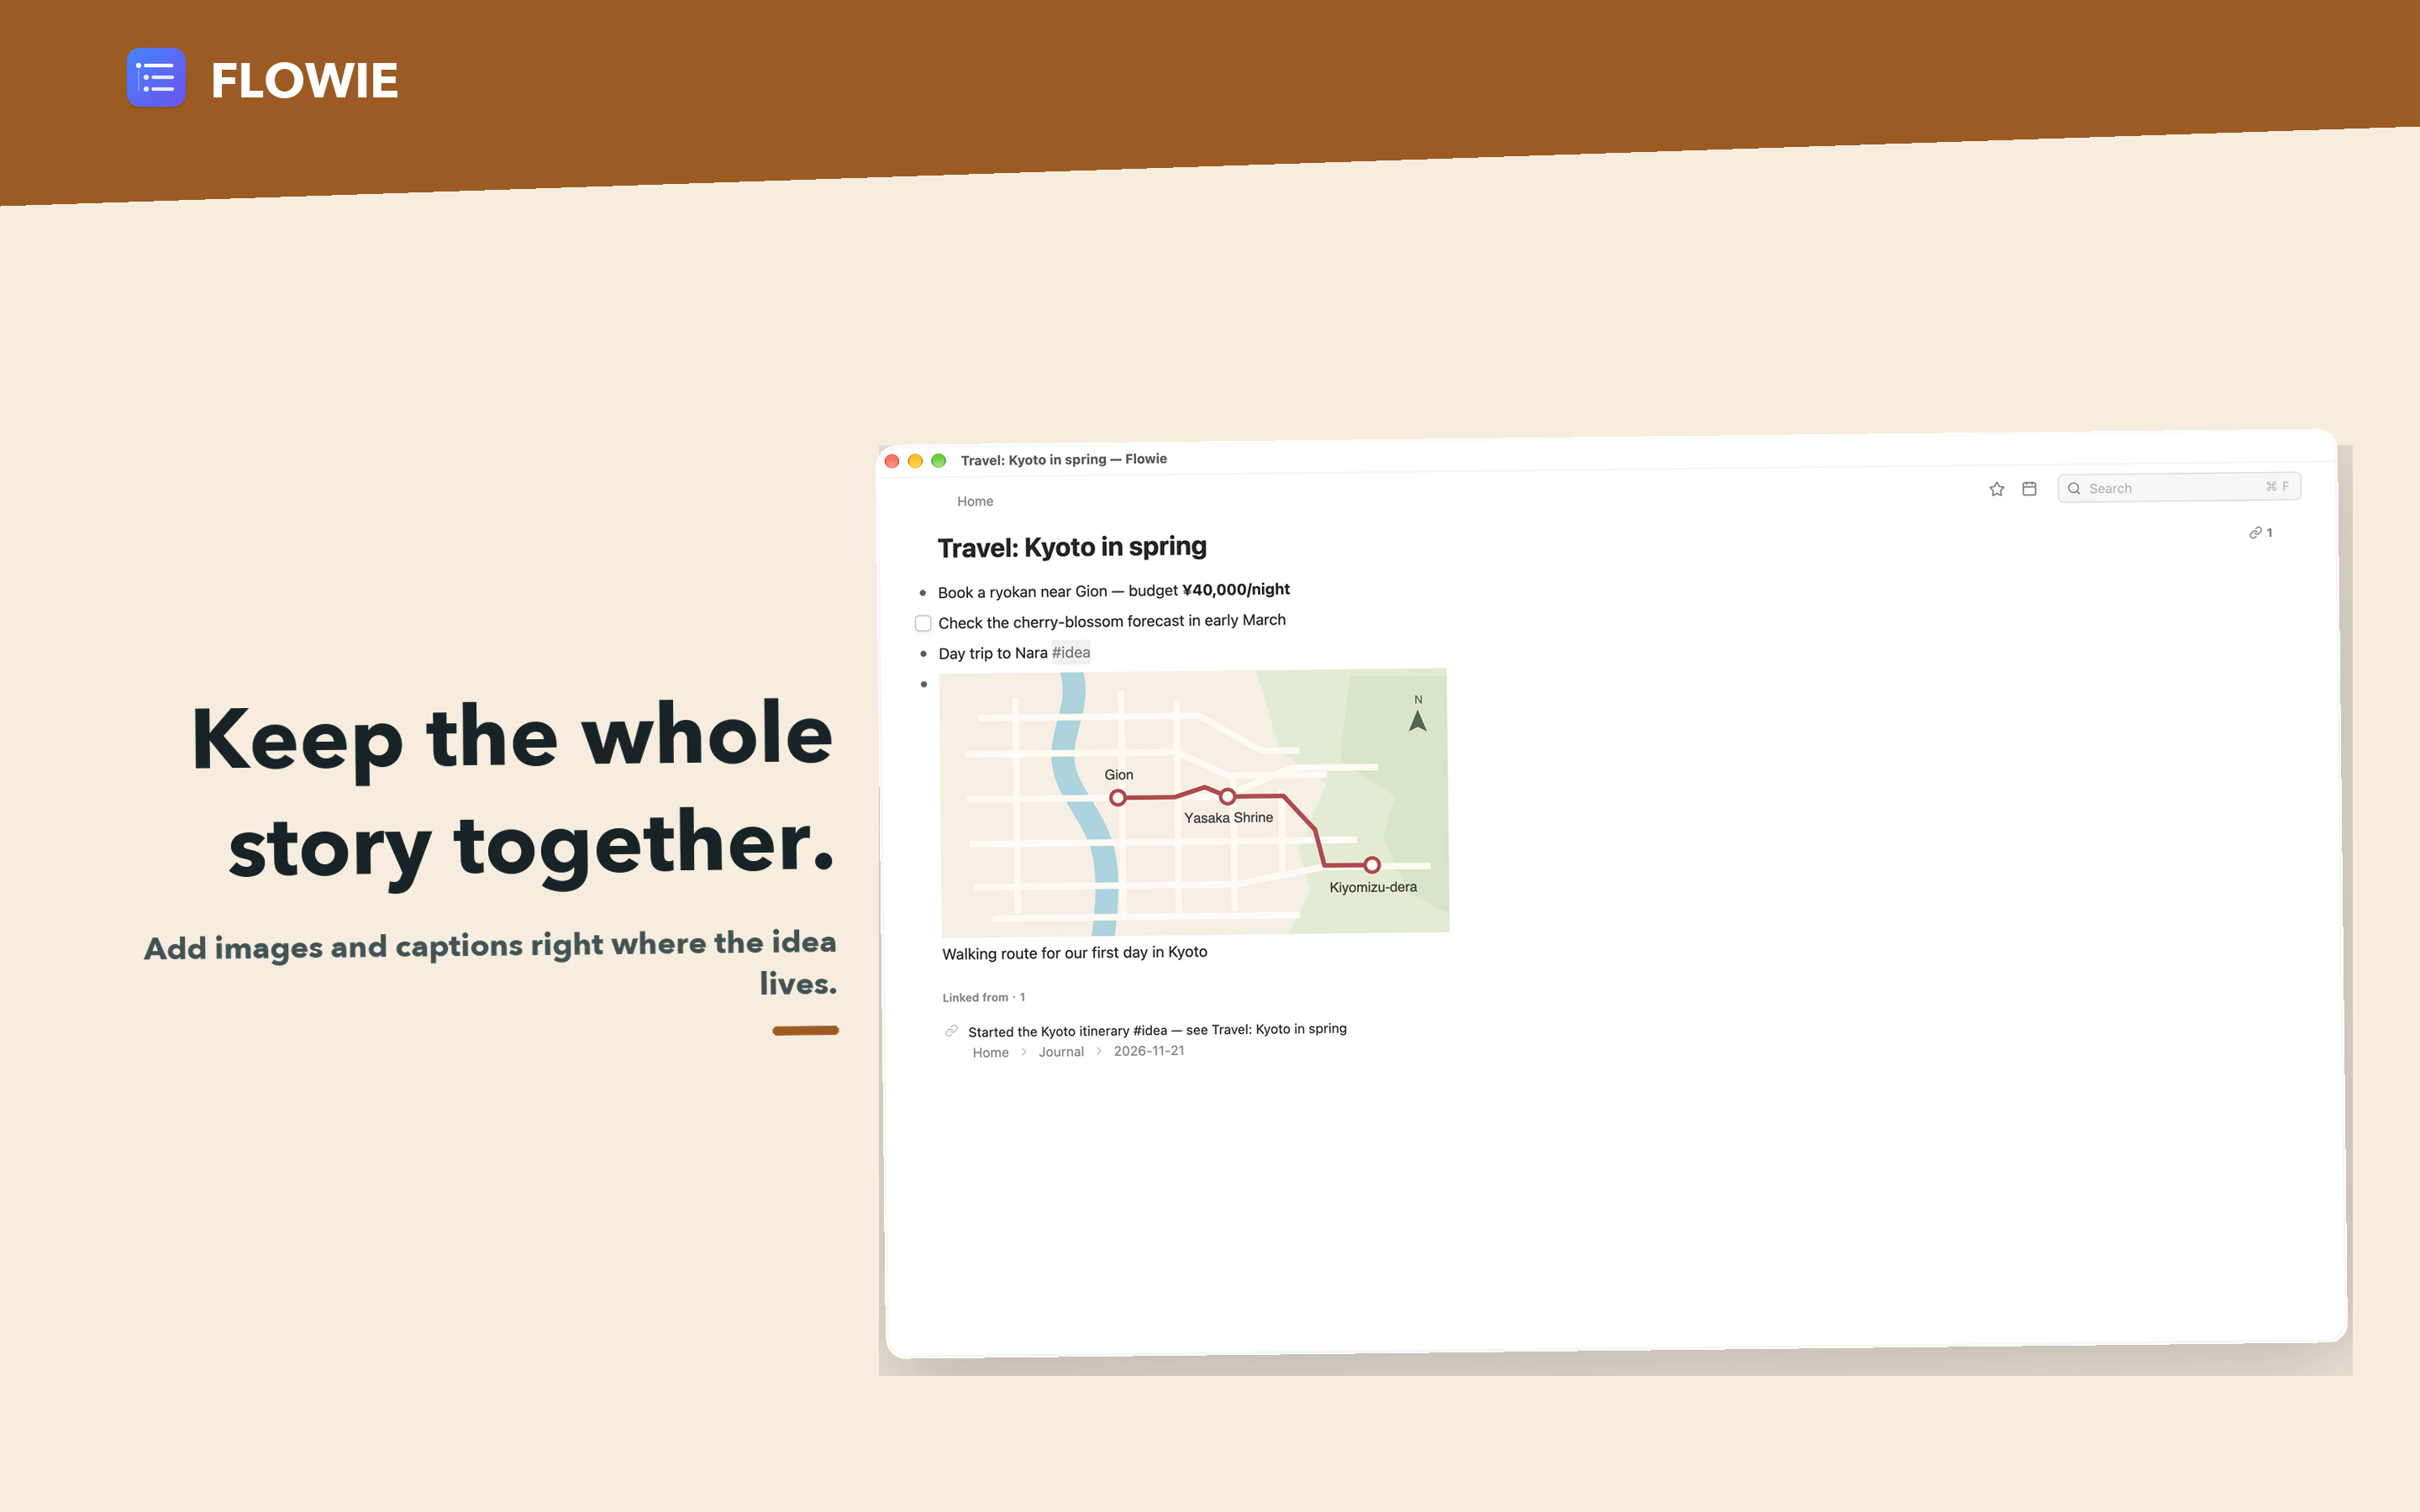 FLOWIE
Keep the whole
story together.
Add images and captions right where the idea
lives.
Travel: Kyoto in spring — Flowie
Home
Search
⌘ F
Travel: Kyoto in spring
1
Book a ryokan near Gion — budget ¥40,000/night
Check the cherry-blossom forecast in early March
Day trip to Nara #idea
N
Gion
Yasaka Shrine
Kiyomizu-dera
Walking route for our first day in Kyoto
Linked from · 1
Started the Kyoto itinerary #idea — see Travel: Kyoto in spring
Home > Journal > 2026-11-21